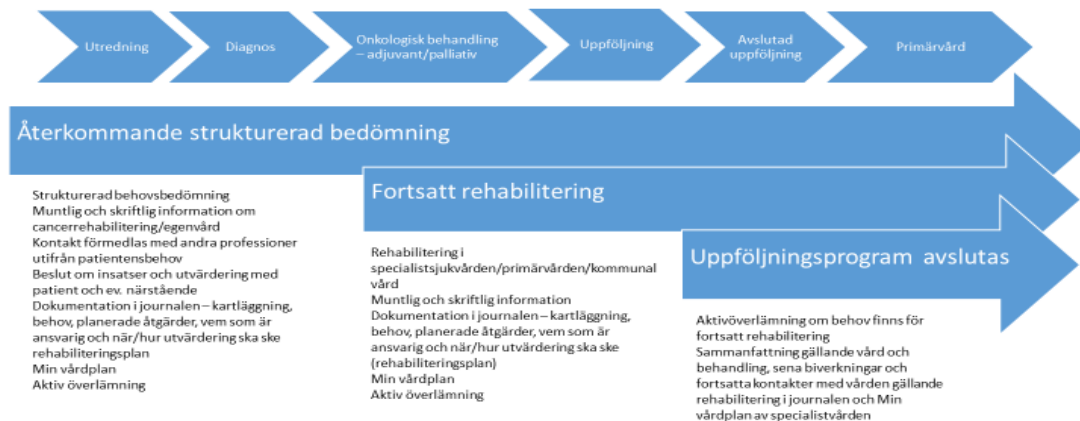 Utredning
Diagnos
Onkologisk behandling
– adjuvant/palliativ
Uppföljning
Avslutad
uppföljning
Primärvård
Återkommande strukturerad bedömning
Strukturerad behovsbedömning
Muntlig och skriftlig information om
cancerrehabilitering/egenvård
Kontakt förmedlas med andra professioner
utifrån patientensbehov
Beslut om insatser och utvärdering med
patient och ev. närstående
Dokumentation i journalen – kartläggning,
behov, planerade åtgärder, vem som är
ansvarig och när/hur utvärdering ska ske
rehabiliteringsplan
Min vårdplan
Aktiv överlämning
Fortsatt rehabilitering
Rehabilitering i
specialistsjukvården/primärvården/kommunal
vård
Muntlig och skriftlig information
Dokumentation i journalen – kartläggning,
behov, planerade åtgärder, vem som är
ansvarig och när/hur utvärdering ska ske
(rehabiliteringsplan)
Min vårdplan
Aktiv överlämning
Uppföljningsprogram avslutas
Aktivöverlämning om behov finns för
fortsatt rehabilitering
Sammanfattning gällande vård och
behandling, sena biverkningar och
fortsatta kontakter med vården gällande
rehabilitering i journalen och Min
vårdplan av specialistvården